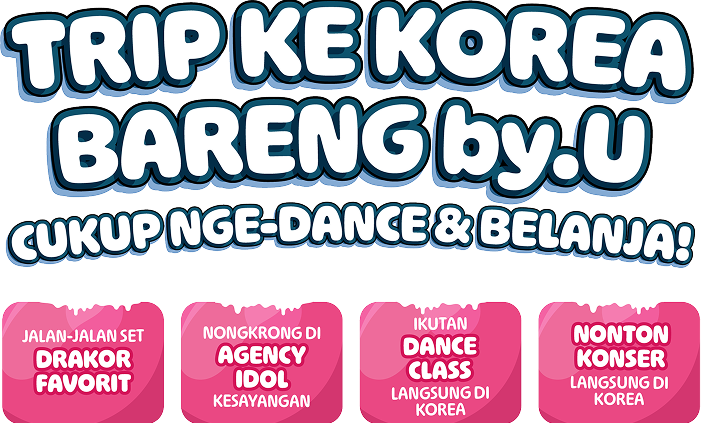 TRIP KE KOREA
BARENG by.U
CUKUP NGE-DANCE & BELANJA!
JALAN-JALAN SET
DRAKOR
FAVORIT
NONGKRONG DI
AGENCY
IDOL
KESAYANGAN
IKUTAN
DANCE
CLASS
LANGSUNG DI
KOREA
NONTON
KONSER
LANGSUNG DI
KOREA